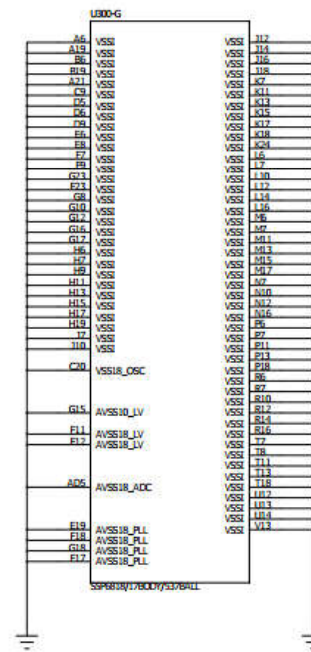 U300-G
A6 VSSI VSSI J12
A19 VSSI VSSI J14
B6 VSSI VSSI J16
B19 VSSI VSSI J18
A21 VSSI VSSI K7
C9 VSSI VSSI K11
D5 VSSI VSSI K13
D6 VSSI VSSI K15
D9 VSSI VSSI K17
E6 VSSI VSSI K18
E8 VSSI VSSI K24
F7 VSSI VSSI L6
F9 VSSI VSSI L7
G23 VSSI VSSI L10
F23 VSSI VSSI L12
G8 VSSI VSSI L14
G10 VSSI VSSI L16
G12 VSSI VSSI M6
G16 VSSI VSSI M7
G17 VSSI VSSI M11
H6 VSSI VSSI M13
H7 VSSI VSSI M15
H9 VSSI VSSI M17
H11 VSSI VSSI N7
H13 VSSI VSSI N10
H15 VSSI VSSI N12
H17 VSSI VSSI N16
H19 VSSI VSSI P6
J7 VSSI VSSI P7
J10 VSSI VSSI P11
VSSI P13
C20 VSS18_OSC VSSI P18
VSSI R6
VSSI R7
VSSI R10
G15 AVSS10_LV VSSI R12
VSSI R14
F11 AVSS18_LV VSSI R16
F12 AVSS18_LV VSSI T7
VSSI T8
VSSI T11
VSSI T13
AD5 AVSS18_ADC VSSI T18
VSSI U12
VSSI U13
VSSI U14
E19 AVSS18_PLL VSSI V13
F18 AVSS18_PLL
G18 AVSS18_PLL
F17 AVSS18_PLL
S5P6818/17BODY/537BALL